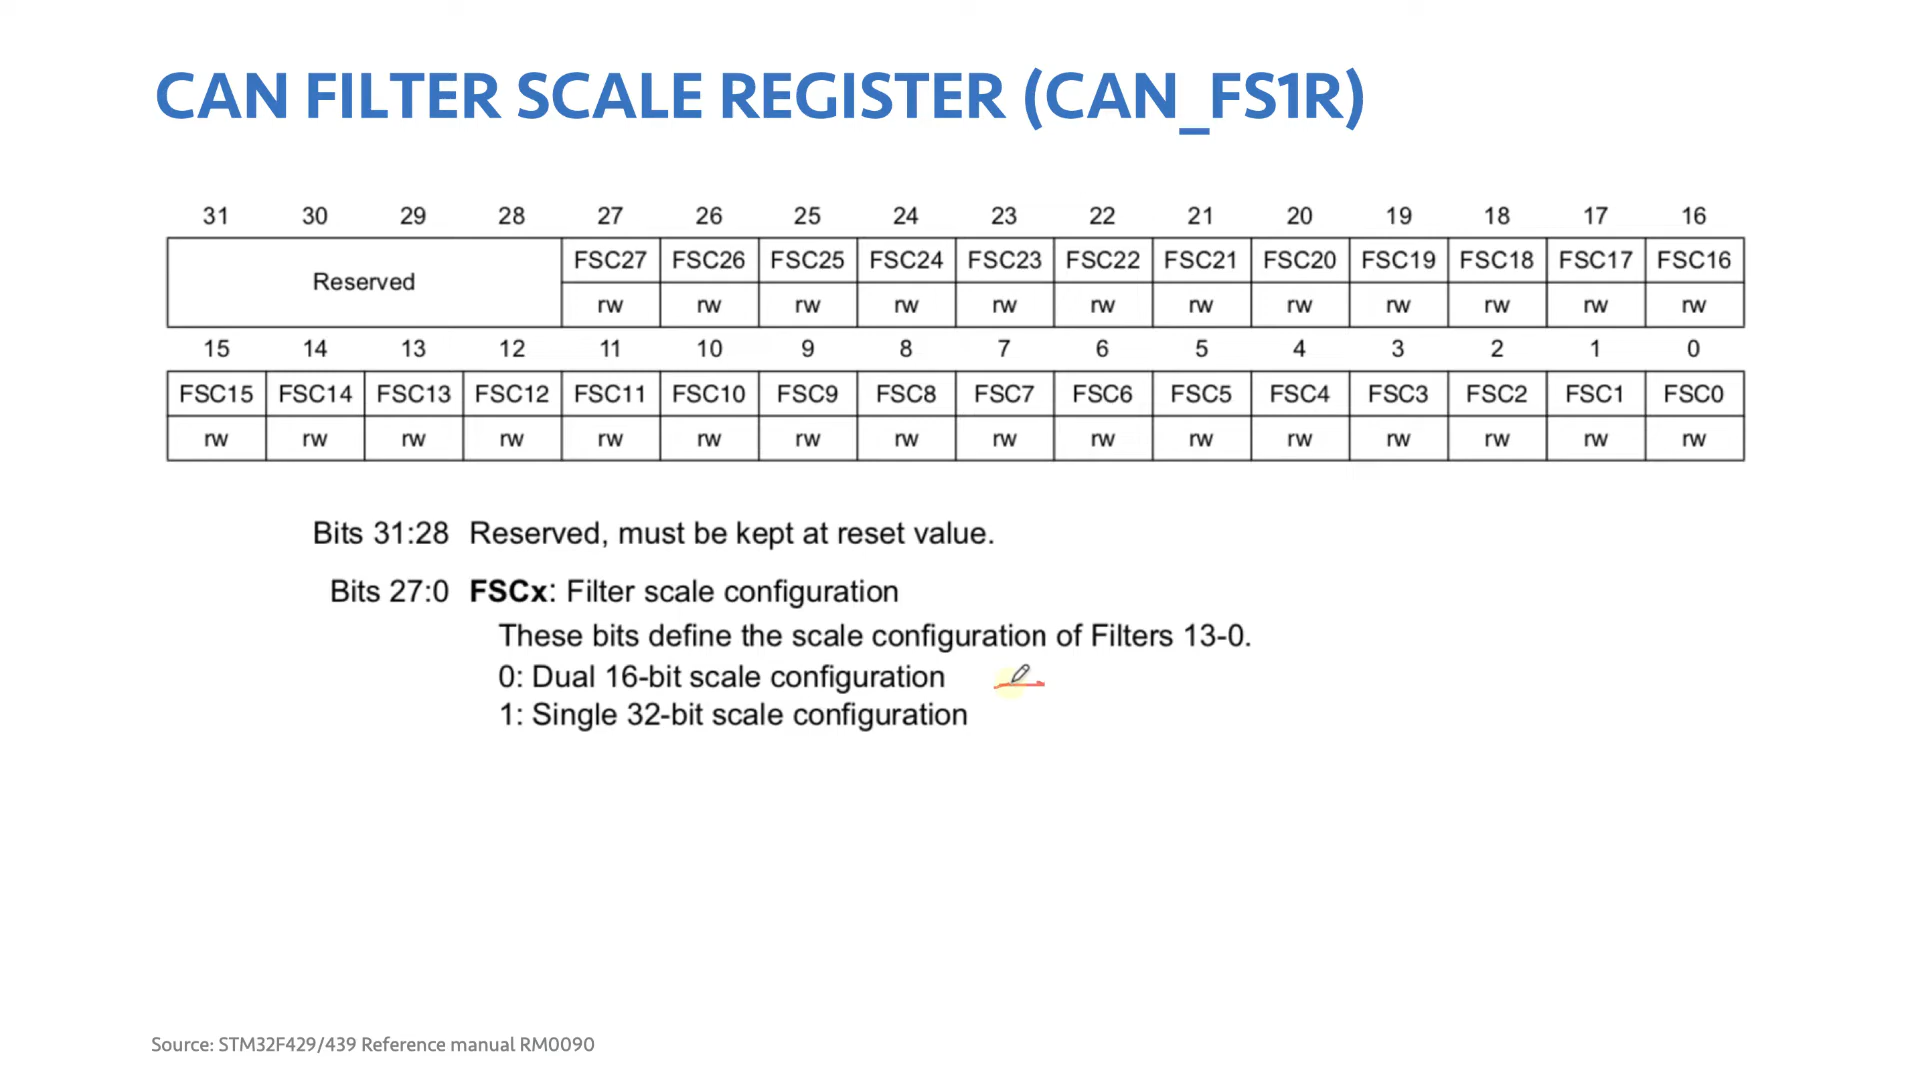 CAN FILTER SCALE REGISTER (CAN_FS1R)
31 30 29 28 27 26 25 24 23 22 21 20 19 18 17 16
Reserved FSC27 FSC26 FSC25 FSC24 FSC23 FSC22 FSC21 FSC20 FSC19 FSC18 FSC17 FSC16
rw rw rw rw rw rw rw rw rw rw rw rw
15 14 13 12 11 10 9 8 7 6 5 4 3 2 1 0
FSC15 FSC14 FSC13 FSC12 FSC11 FSC10 FSC9 FSC8 FSC7 FSC6 FSC5 FSC4 FSC3 FSC2 FSC1 FSC0
rw rw rw rw rw rw rw rw rw rw rw rw rw rw rw rw
Bits 31:28 Reserved, must be kept at reset value.
Bits 27:0 FSCx: Filter scale configuration
These bits define the scale configuration of Filters 13-0.
0: Dual 16-bit scale configuration
1: Single 32-bit scale configuration
Source: STM32F429/439 Reference manual RM0090